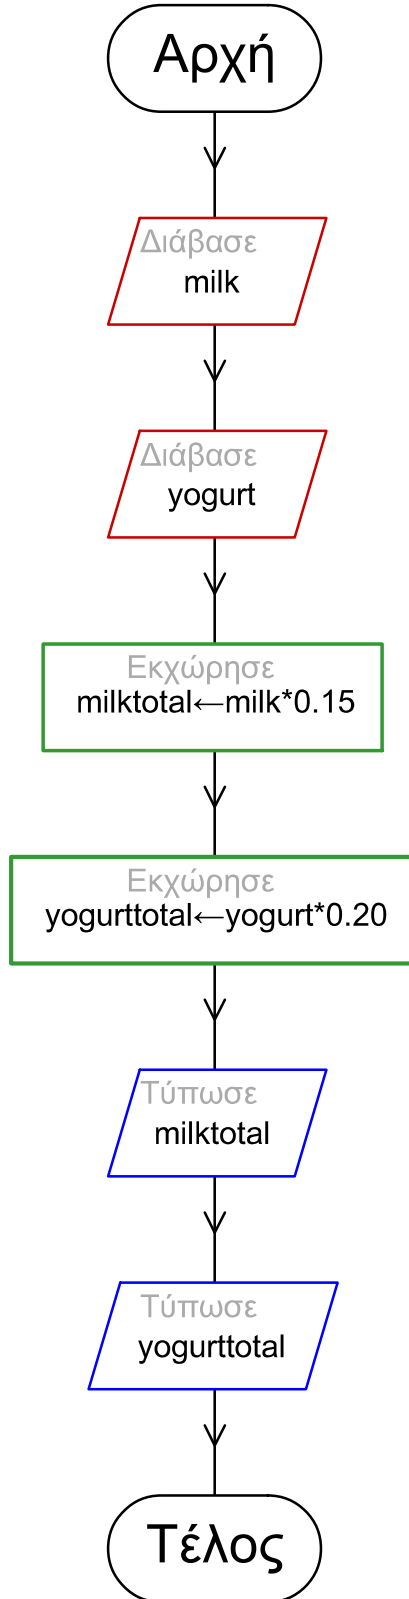 Αρχή
Διάβασε
milk
Διάβασε
yogurt
Εκχώρησε
milktotal←milk*0.15
Εκχώρησε
yogurttotal←yogurt*0.20
Τύπωσε
milktotal
Τύπωσε
yogurttotal
Τέλος